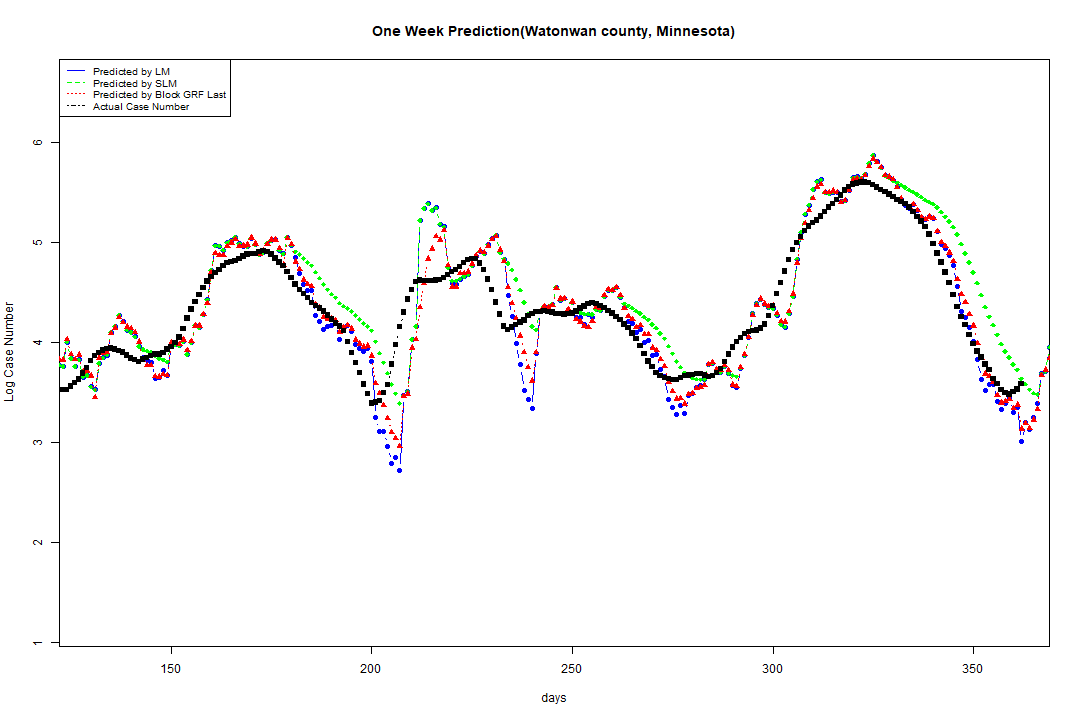 One Week Prediction(Watonwan county, Minnesota)
Predicted by LM
Predicted by SLM
Predicted by Block GRF Last
Actual Case Number
6
5
4
3
2
1
Log Case Number
150 200 250 300 350
days